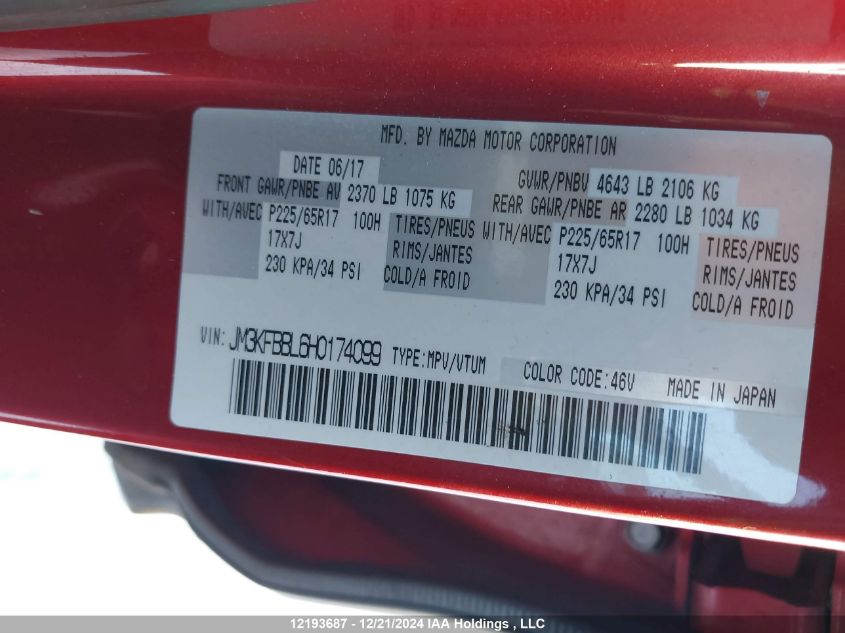 MFD. BY MAZDA MOTOR CORPORATION
DATE 06/17
GVWR/PNBV 4643 LB 2106 KG
FRONT GAWR/PNBE AV 2370 LB 1075 KG
REAR GAWR/PNBE AR 2280 LB 1034 KG
WITH/AVEC P225/65R17 100H TIRES/PNEUS
17X7J RIMS/JANTES
230 KPA/34 PSI COLD/A FROID
WITH/AVEC P225/65R17 100H TIRES/PNEUS
17X7J RIMS/JANTES
230 KPA/34 PSI COLD/A FROID
VIN: JM3KFBBL6H0174099 TYPE:MPV/VTUM COLOR CODE:46V MADE IN JAPAN
12193687 - 12/21/2024 IAA Holdings , LLC